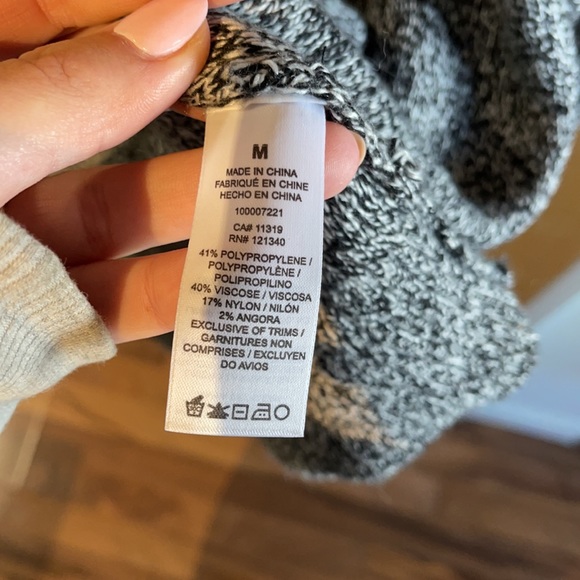 M
MADE IN CHINA
FABRIQUÉ EN CHINE
HECHO EN CHINA
100007221
CA# 11319
RN# 121340
41% POLYPROPYLENE /
POLYPROPYLÈNE /
POLIPROPILINO
40% VISCOSE / VISCOSA
17% NYLON / NILÓN
2% ANGORA
EXCLUSIVE OF TRIMS /
GARNITURES NON
COMPRISES / EXCLUYEN
DO AVIOS